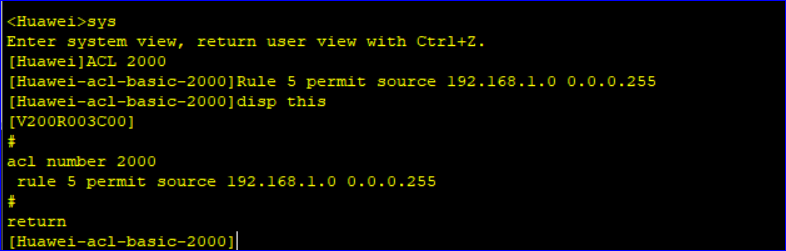 <Huawei>sys
Enter system view, return user view with Ctrl+Z.
[Huawei]ACL 2000
[Huawei-acl-basic-2000]Rule 5 permit source 192.168.1.0 0.0.0.255
[Huawei-acl-basic-2000]disp this
[V200R003C00]
#
acl number 2000
 rule 5 permit source 192.168.1.0 0.0.0.255
#
return
[Huawei-acl-basic-2000]